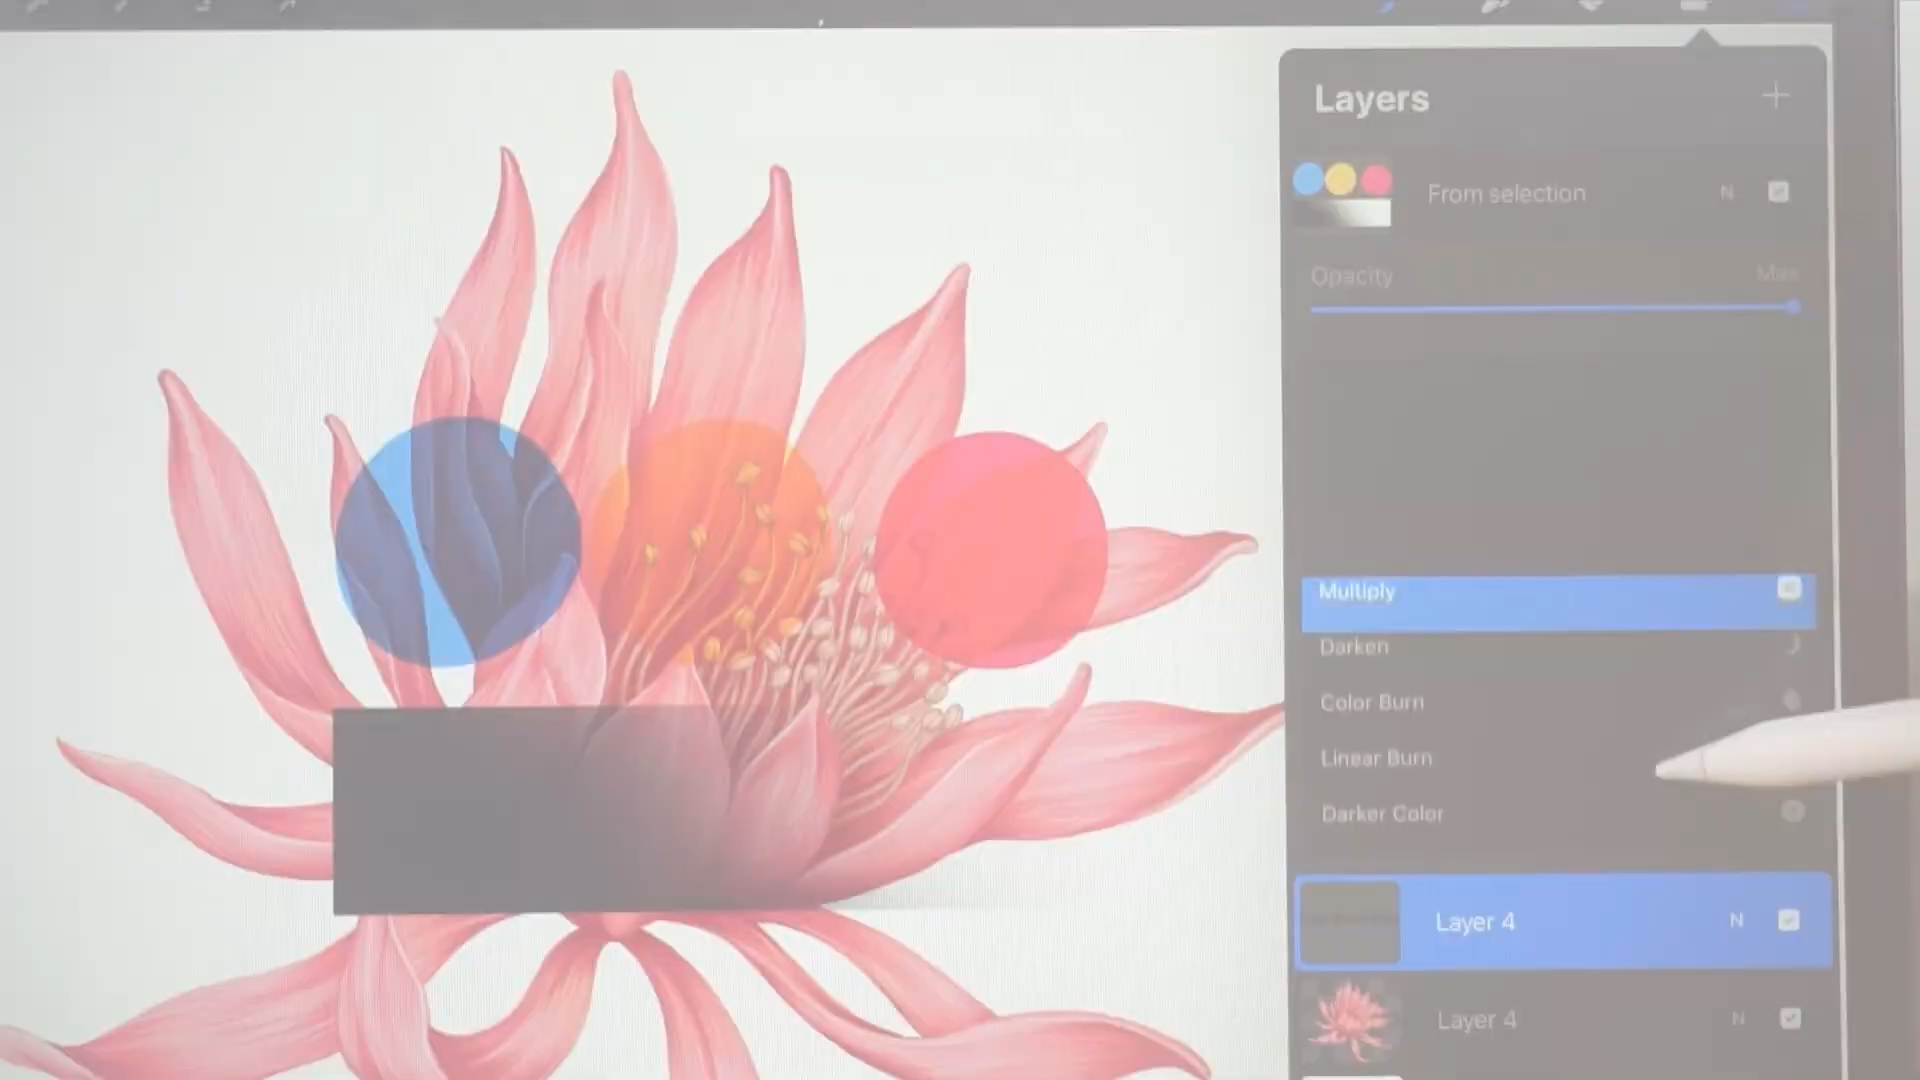 Layers
From selection N
Opacity Max
Multiply
Darken
Color Burn
Linear Burn
Darker Color
Layer 4 N
Layer 4 N